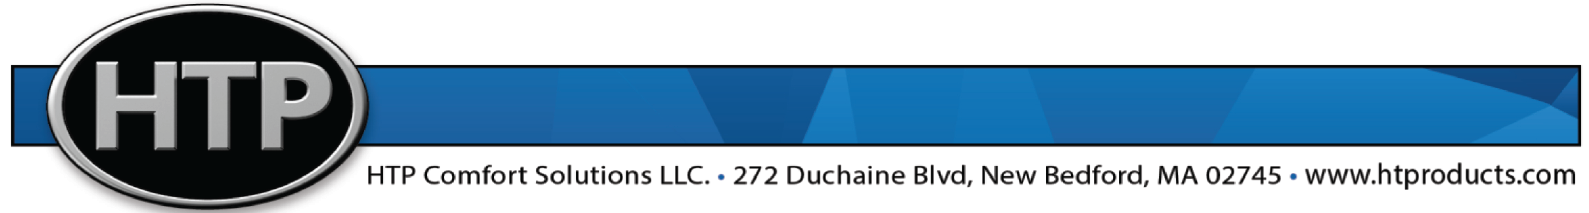 HTP
HTP Comfort Solutions LLC. • 272 Duchaine Blvd, New Bedford, MA 02745 • www.htproducts.com